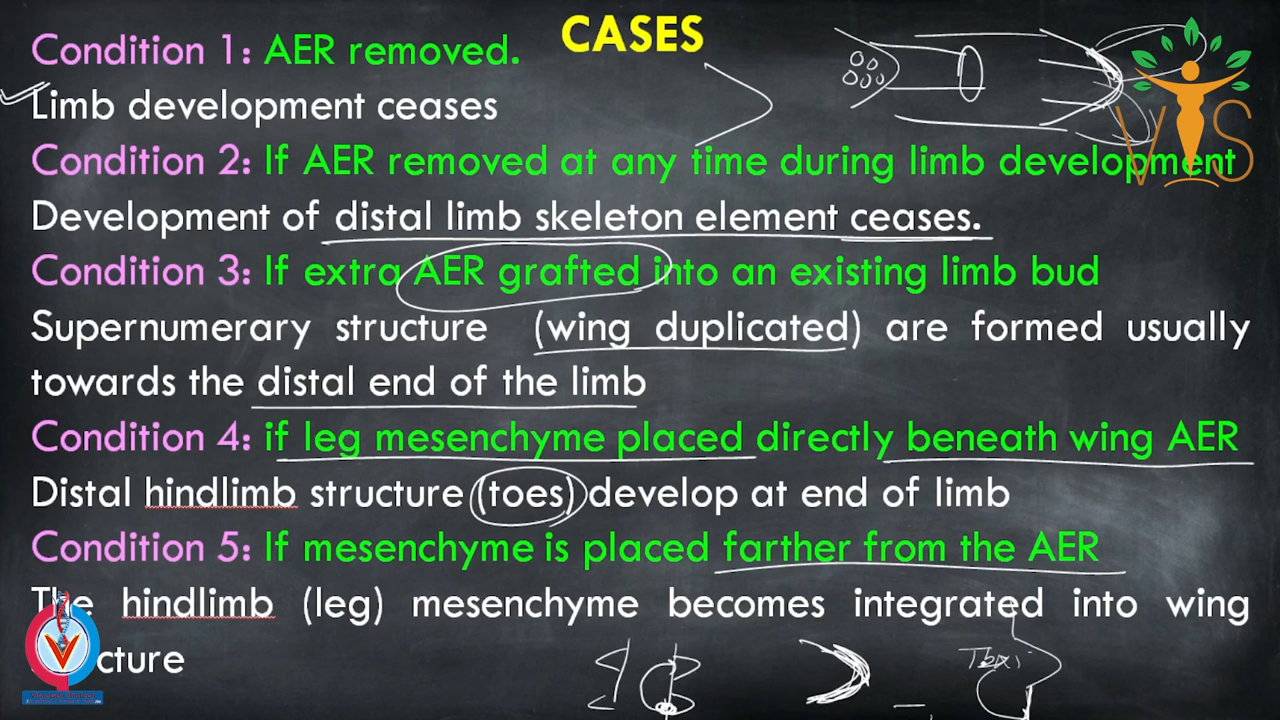 CASES
Condition 1: AER removed.
Limb development ceases
Condition 2: If AER removed at any time during limb development
Development of distal limb skeleton element ceases.
Condition 3: If extra AER grafted into an existing limb bud
Supernumerary structure (wing duplicated) are formed usually
towards the distal end of the limb
Condition 4: if leg mesenchyme placed directly beneath wing AER
Distal hindlimb structure (toes) develop at end of limb
Condition 5: If mesenchyme is placed farther from the AER
The hindlimb (leg) mesenchyme becomes integrated into wing
cture
V S